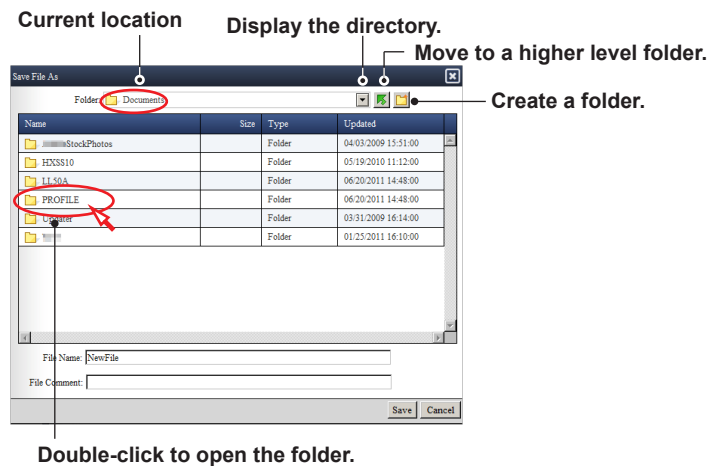 Current location
Display the directory.
Move to a higher level folder.
Save File As
Folder: Documents
Create a folder.
Name Size Type Updated
StockPhotos Folder 04/03/2009 15:51:00
HXSS10 Folder 05/19/2010 11:12:00
LL50A Folder 06/20/2011 14:48:00
PROFILE Folder 06/20/2011 14:48:00
Updater Folder 03/31/2009 16:14:00
Folder 01/25/2011 16:10:00
File Name: NewFile
File Comment:
Save Cancel
Double-click to open the folder.